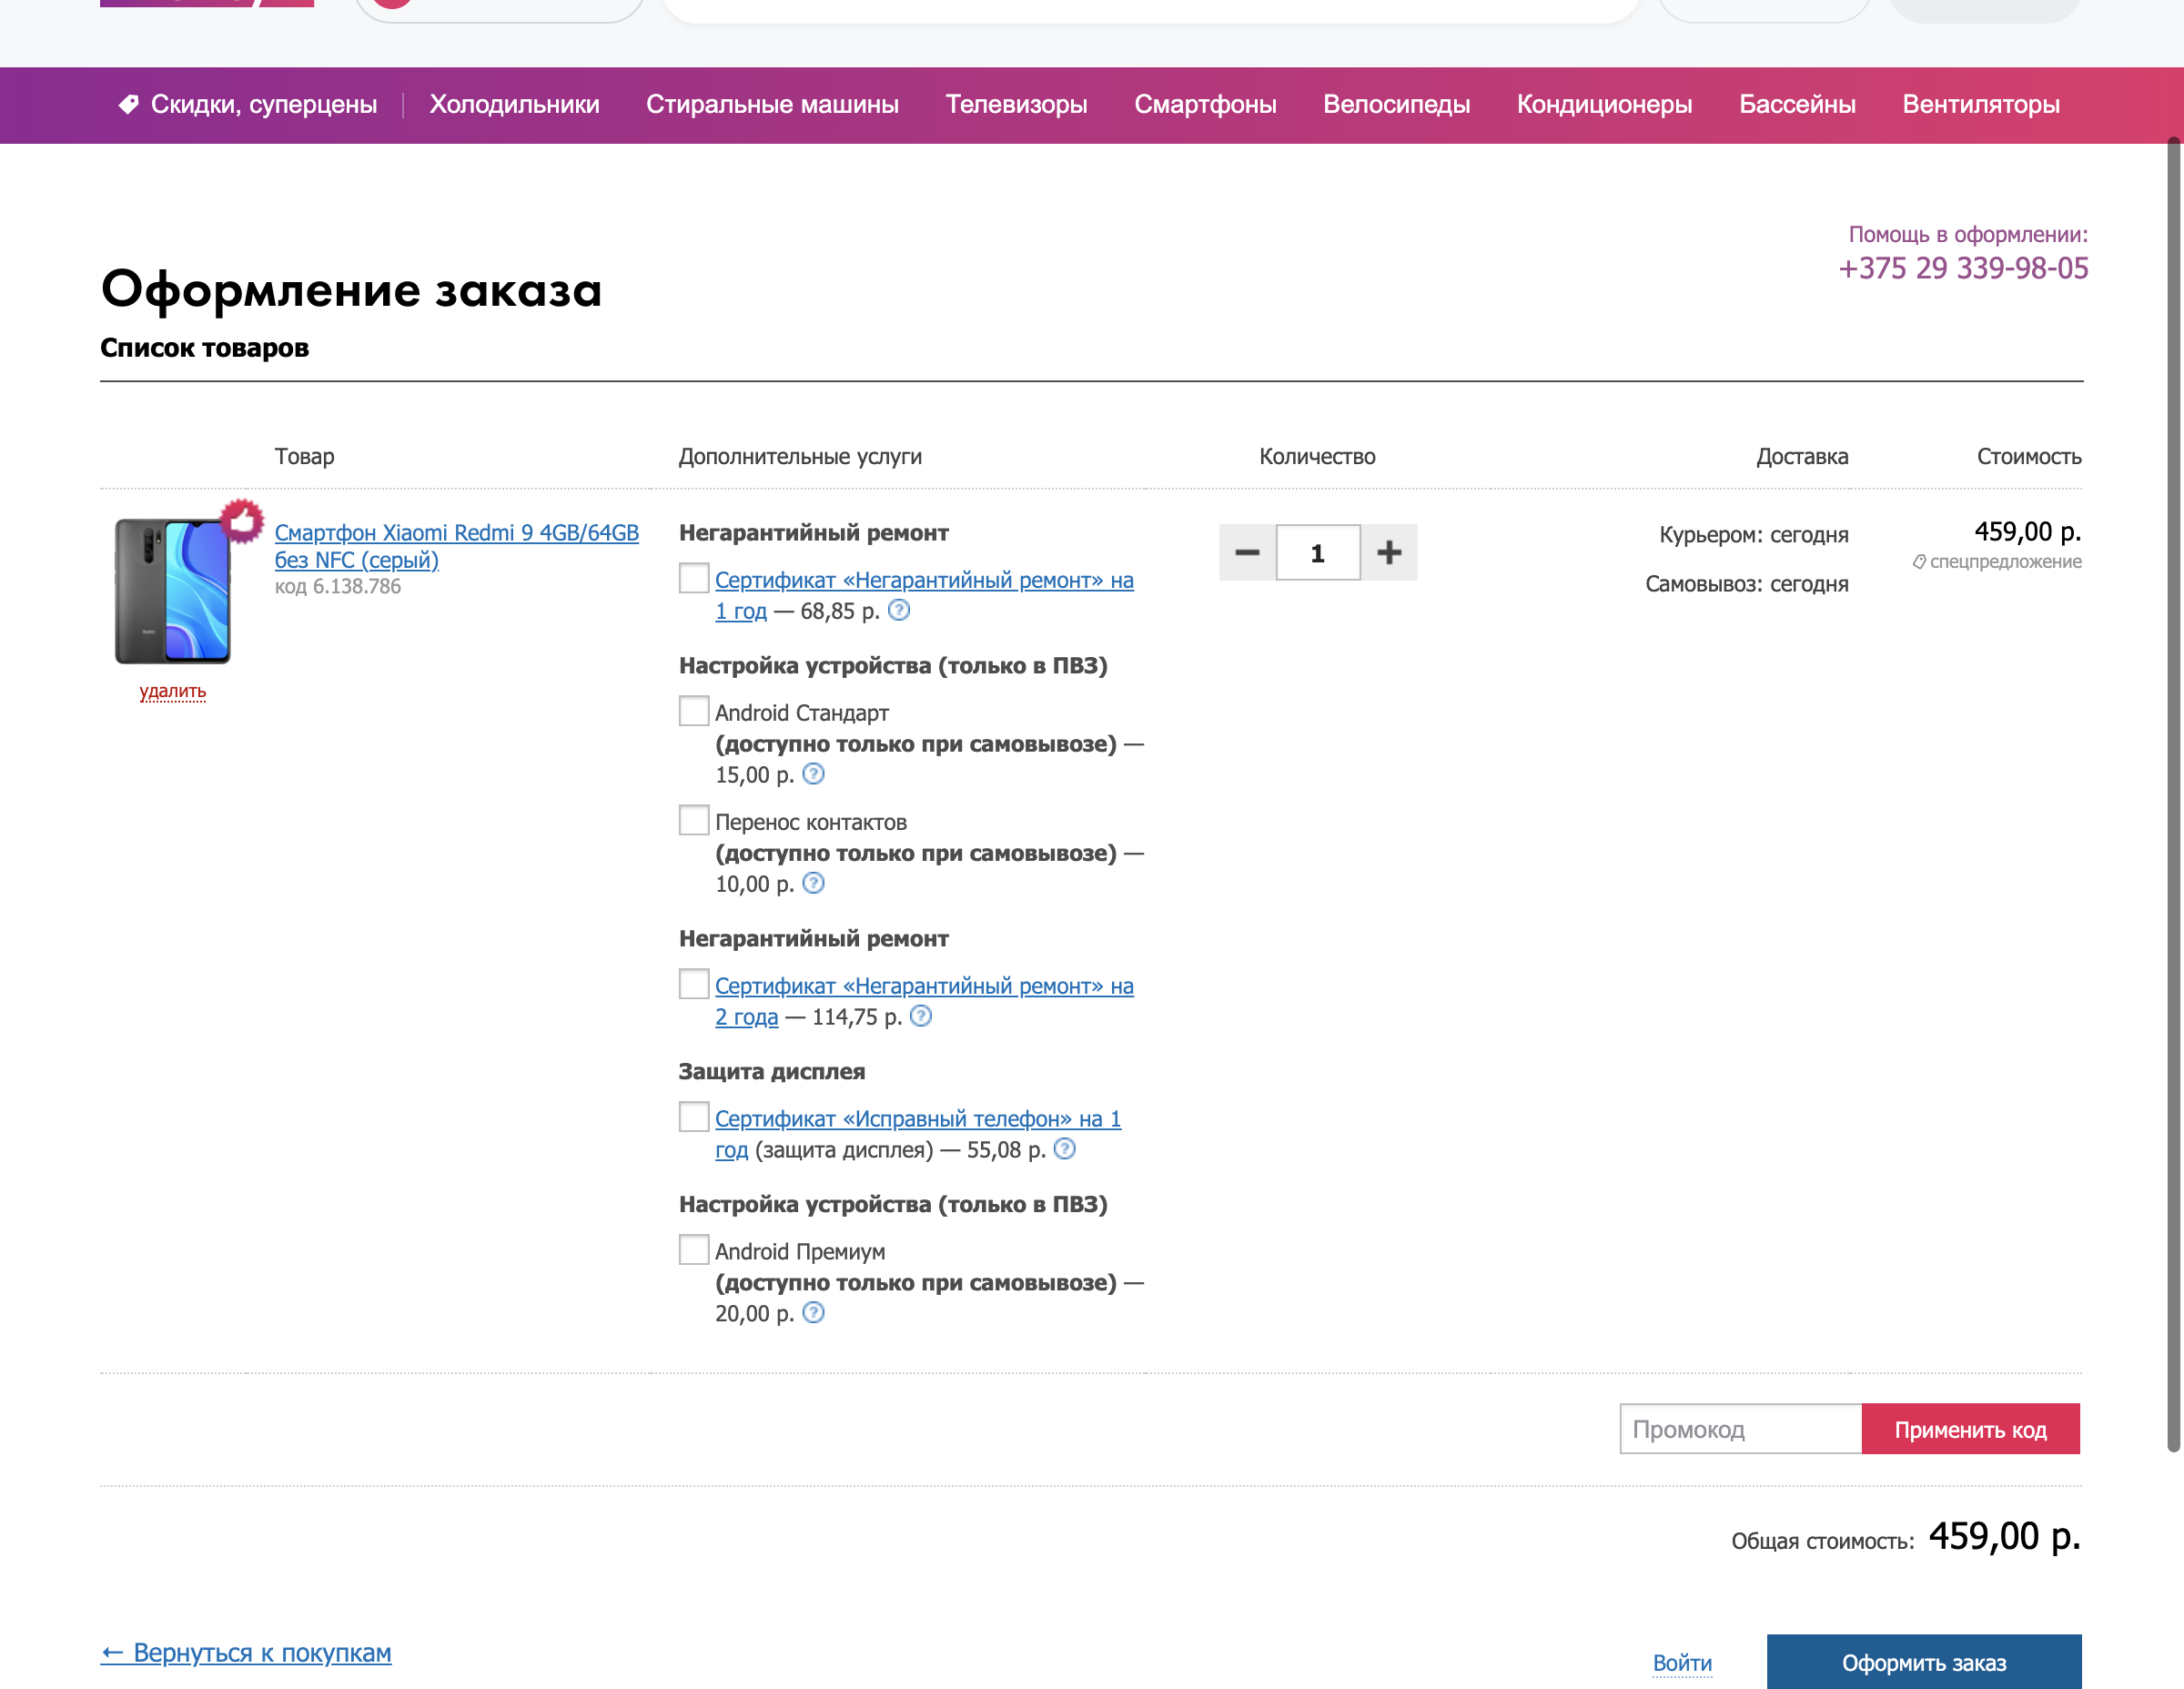 Скидки, суперцены
Холодильники
Стиральные машины
Телевизоры
Смартфоны
Велосипеды
Кондиционеры
Бассейны
Вентиляторы
Помощь в оформлении:
+375 29 339-98-05
Оформление заказа
Список товаров
Товар
Дополнительные услуги
Количество
Доставка
Стоимость
Смартфон Xiaomi Redmi 9 4GB/64GB
без NFC (серый)
код 6.138.786
удалить
Негарантийный ремонт
Сертификат «Негарантийный ремонт» на
1 год — 68,85 р. ?
Настройка устройства (только в ПВЗ)
Android Стандарт
(доступно только при самовывозе) —
15,00 р. ?
Перенос контактов
(доступно только при самовывозе) —
10,00 р. ?
Негарантийный ремонт
Сертификат «Негарантийный ремонт» на
2 года — 114,75 р. ?
Защита дисплея
Сертификат «Исправный телефон» на 1
год (защита дисплея) — 55,08 р. ?
Настройка устройства (только в ПВЗ)
Android Премиум
(доступно только при самовывозе) —
20,00 р. ?
− 1 +
Курьером: сегодня
Самовывоз: сегодня
459,00 р.
спецпредложение
Промокод
Применить код
Общая стоимость: 459,00 р.
← Вернуться к покупкам
Войти
Оформить заказ